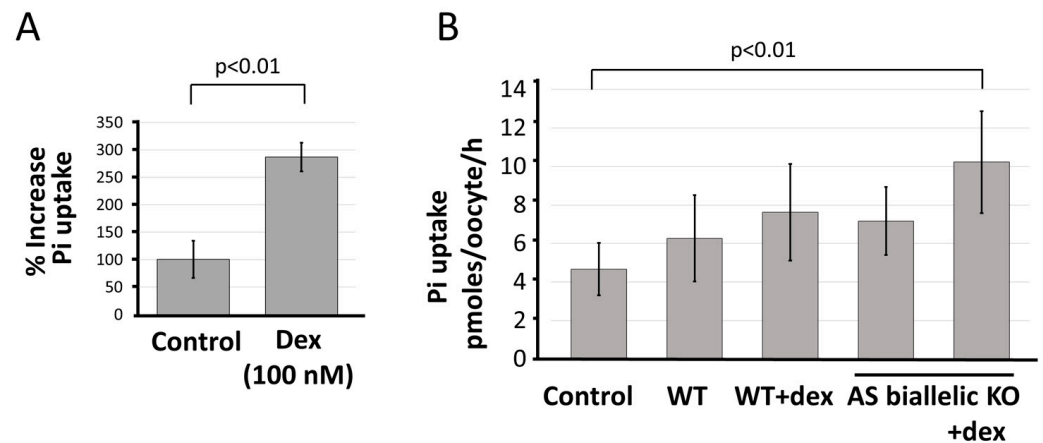 A
p<0.01
% Increase
Pi uptake
350
300
250
200
150
100
50
0
Control
Dex
(100 nM)
B
p<0.01
Pi uptake
pmoles/oocyte/h
14
12
10
8
6
4
2
0
Control WT WT+dex AS biallelic KO
+dex